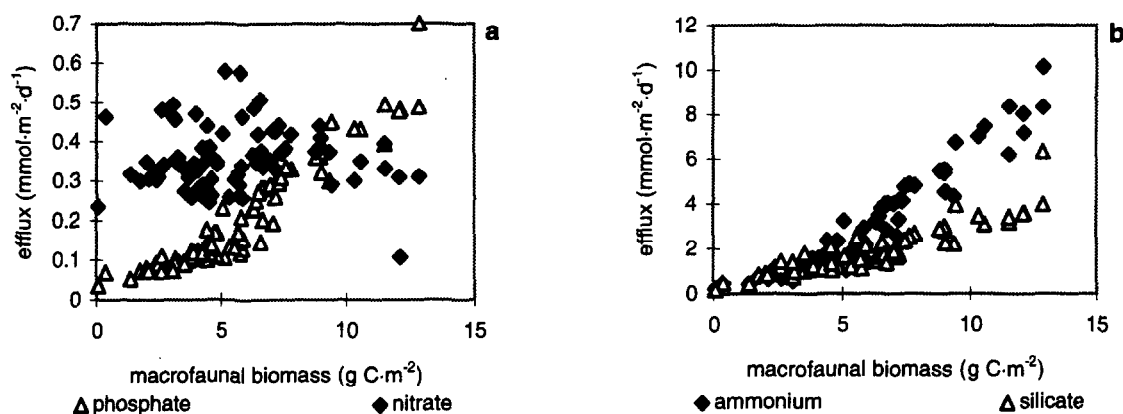 a
0.7
0.6
0.5
0.4
0.3
0.2
0.1
0
efflux (mmol·m⁻²·d⁻¹)
0 5 10 15
macrofaunal biomass (g C·m⁻²)
△ phosphate ◆ nitrate
b
12
10
8
6
4
2
0
efflux (mmol·m⁻²·d⁻¹)
0 5 10 15
macrofaunal biomass (g C·m⁻²)
◆ ammonium △ silicate